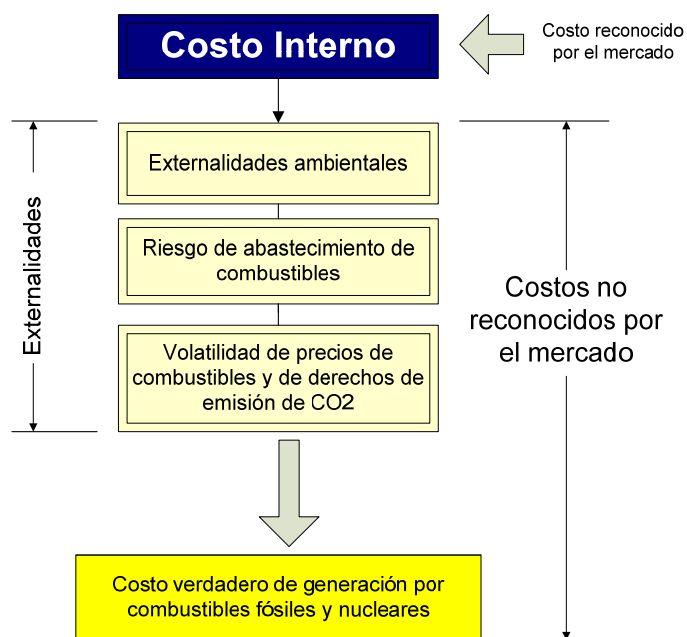 Costo Interno
Costo reconocido
por el mercado
Externalidades
Externalidades ambientales
Riesgo de abastecimiento de
combustibles
Volatilidad de precios de
combustibles y de derechos de
emisión de CO2
Costos no
reconocidos por
el mercado
Costo verdadero de generación por
combustibles fósiles y nucleares